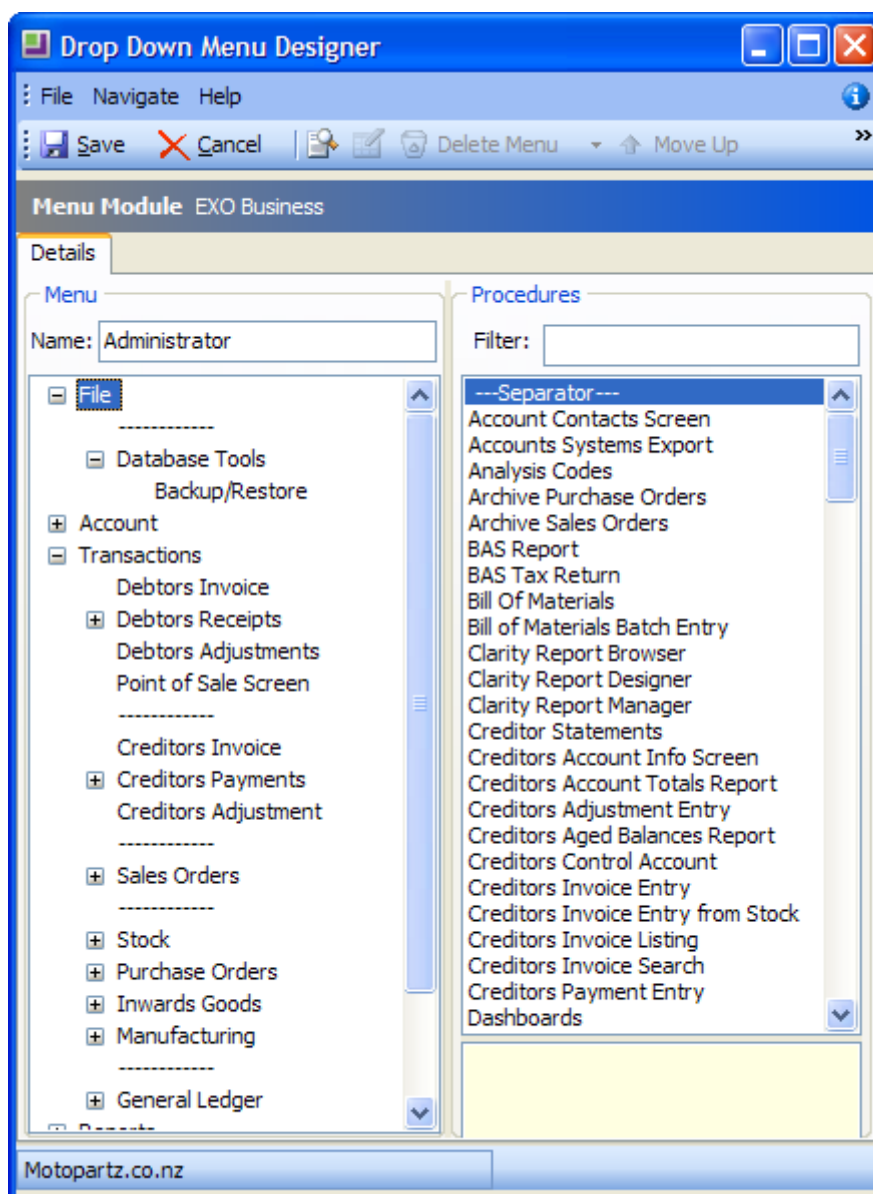 Drop Down Menu Designer
File Navigate Help
Save Cancel Delete Menu Move Up »
Menu Module EXO Business
Details
Menu
Name: Administrator
File
------------
Database Tools
Backup/Restore
Account
Transactions
Debtors Invoice
Debtors Receipts
Debtors Adjustments
Point of Sale Screen
------------
Creditors Invoice
Creditors Payments
Creditors Adjustment
------------
Sales Orders
------------
Stock
Purchase Orders
Inwards Goods
Manufacturing
------------
General Ledger
Reports
Procedures
Filter:
---Separator---
Account Contacts Screen
Accounts Systems Export
Analysis Codes
Archive Purchase Orders
Archive Sales Orders
BAS Report
BAS Tax Return
Bill Of Materials
Bill of Materials Batch Entry
Clarity Report Browser
Clarity Report Designer
Clarity Report Manager
Creditor Statements
Creditors Account Info Screen
Creditors Account Totals Report
Creditors Adjustment Entry
Creditors Aged Balances Report
Creditors Control Account
Creditors Invoice Entry
Creditors Invoice Entry from Stock
Creditors Invoice Listing
Creditors Invoice Search
Creditors Payment Entry
Dashboards
Motopartz.co.nz